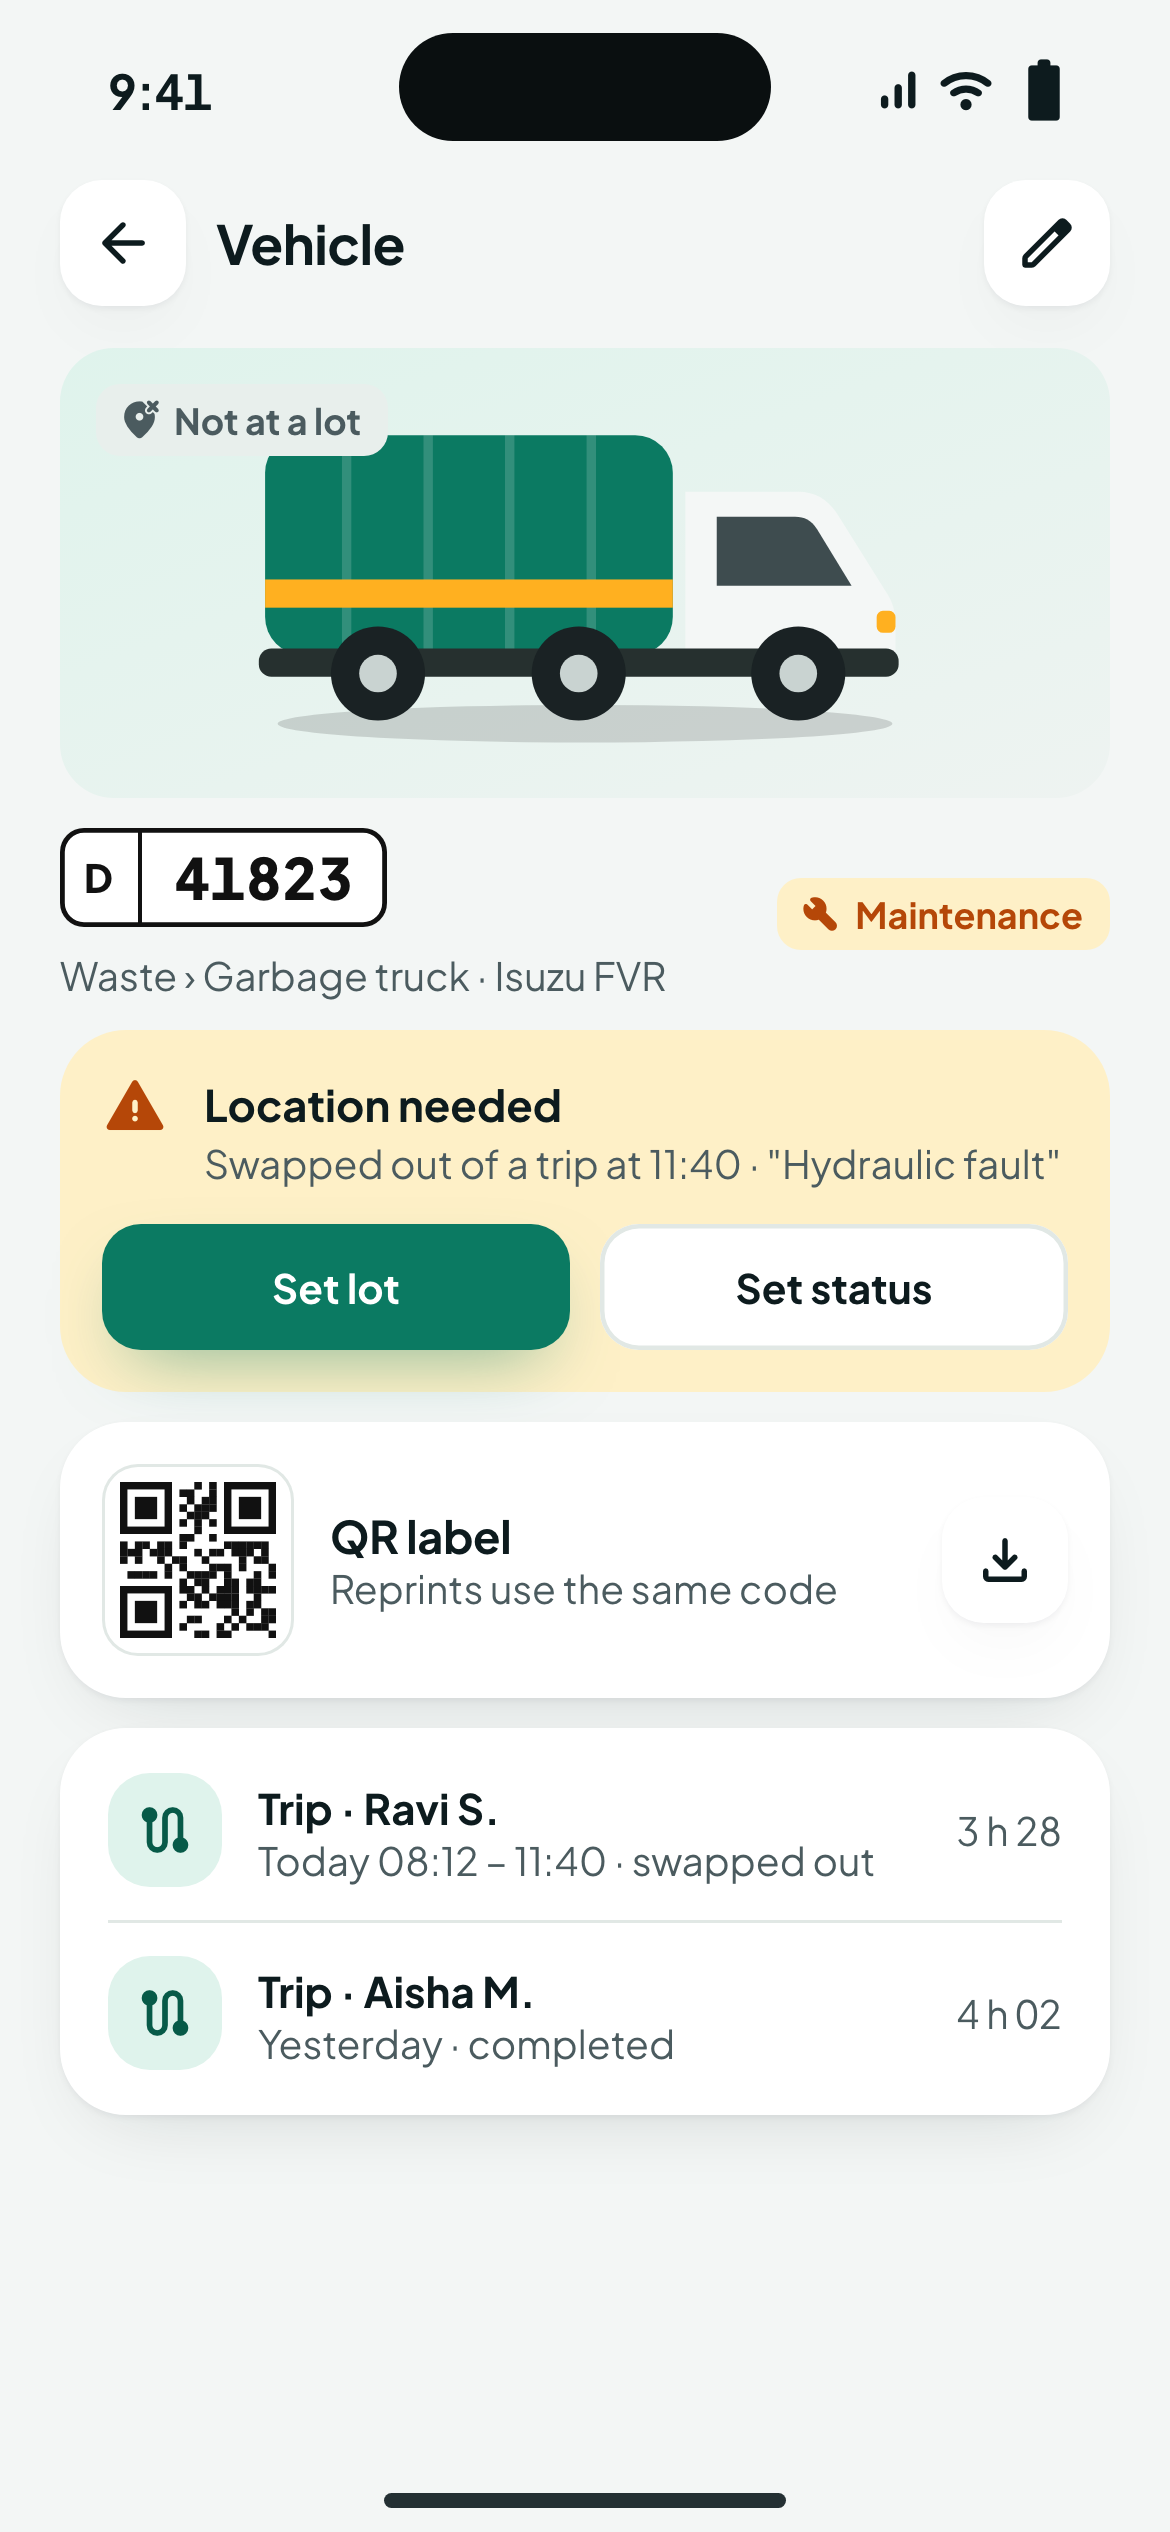 9:41
Vehicle
Not at a lot
D 41823
Maintenance
Waste › Garbage truck · Isuzu FVR
Location needed
Swapped out of a trip at 11:40 · "Hydraulic fault"
Set lot
Set status
QR label
Reprints use the same code
Trip · Ravi S.
Today 08:12 – 11:40 · swapped out
3 h 28
Trip · Aisha M.
Yesterday · completed
4 h 02